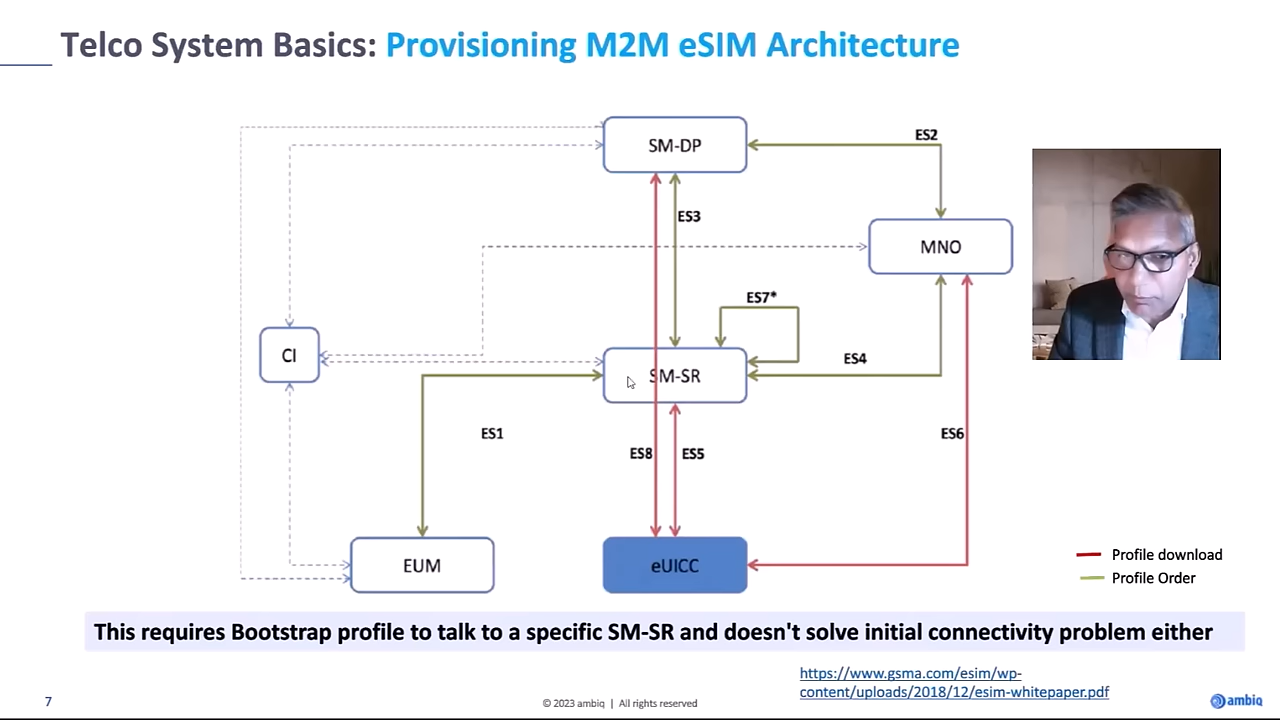 Telco System Basics: Provisioning M2M eSIM Architecture
SM-DP
ES2
ES3
MNO
ES7*
CI
SM-SR
ES4
ES1
ES8
ES5
ES6
EUM
eUICC
Profile download
Profile Order
This requires Bootstrap profile to talk to a specific SM-SR and doesn't solve initial connectivity problem either
https://www.gsma.com/esim/wp-
content/uploads/2018/12/esim-whitepaper.pdf
7
© 2023 ambiq | All rights reserved
ambiq